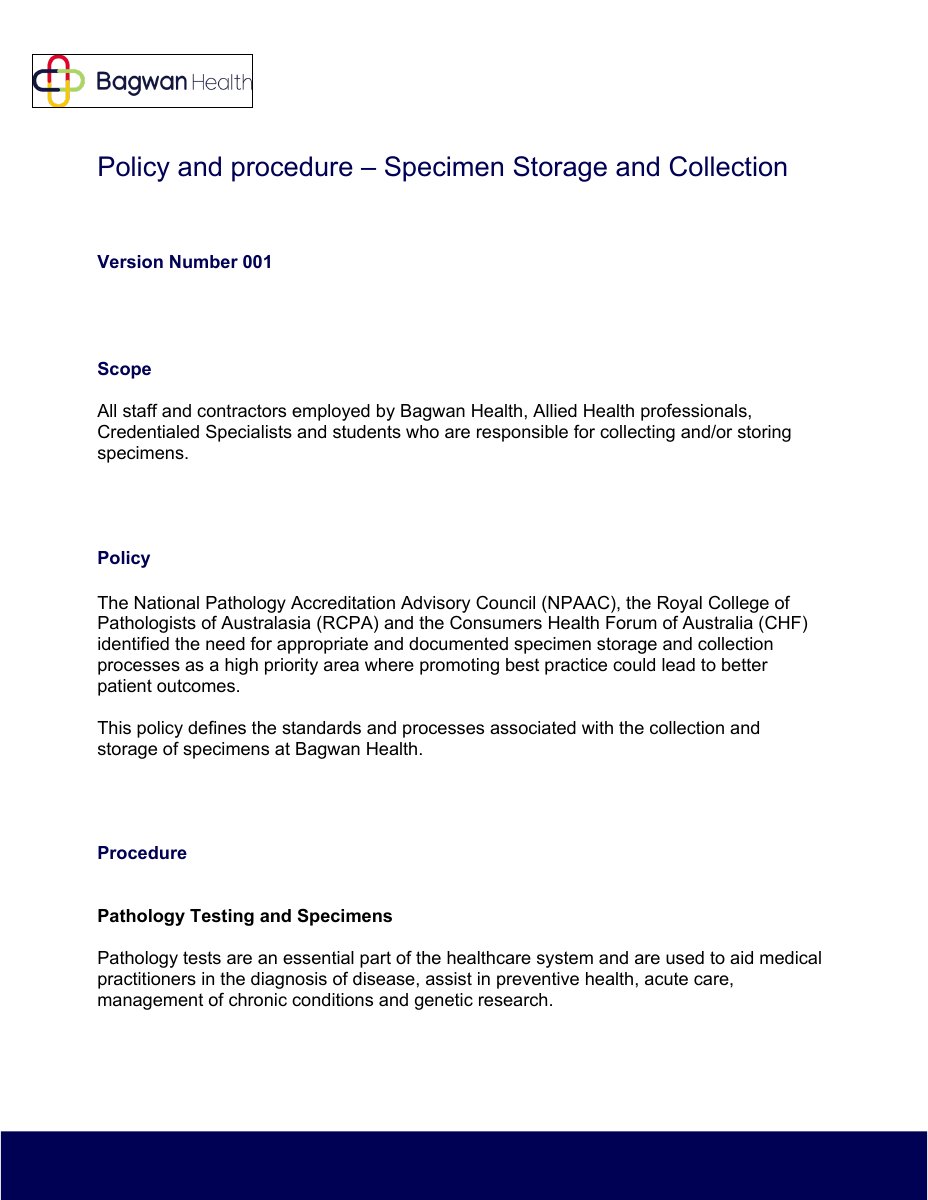 Bagwan Health
Policy and procedure – Specimen Storage and Collection
Version Number 001
Scope
All staff and contractors employed by Bagwan Health, Allied Health professionals,
Credentialed Specialists and students who are responsible for collecting and/or storing
specimens.
Policy
The National Pathology Accreditation Advisory Council (NPAAC), the Royal College of
Pathologists of Australasia (RCPA) and the Consumers Health Forum of Australia (CHF)
identified the need for appropriate and documented specimen storage and collection
processes as a high priority area where promoting best practice could lead to better
patient outcomes.
This policy defines the standards and processes associated with the collection and
storage of specimens at Bagwan Health.
Procedure
Pathology Testing and Specimens
Pathology tests are an essential part of the healthcare system and are used to aid medical
practitioners in the diagnosis of disease, assist in preventive health, acute care,
management of chronic conditions and genetic research.